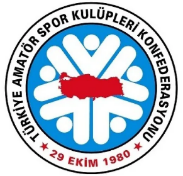 TÜRKİYE AMATÖR SPOR KULÜPLERİ KONFEDERASYONU
★ 29 EKİM 1980 ★